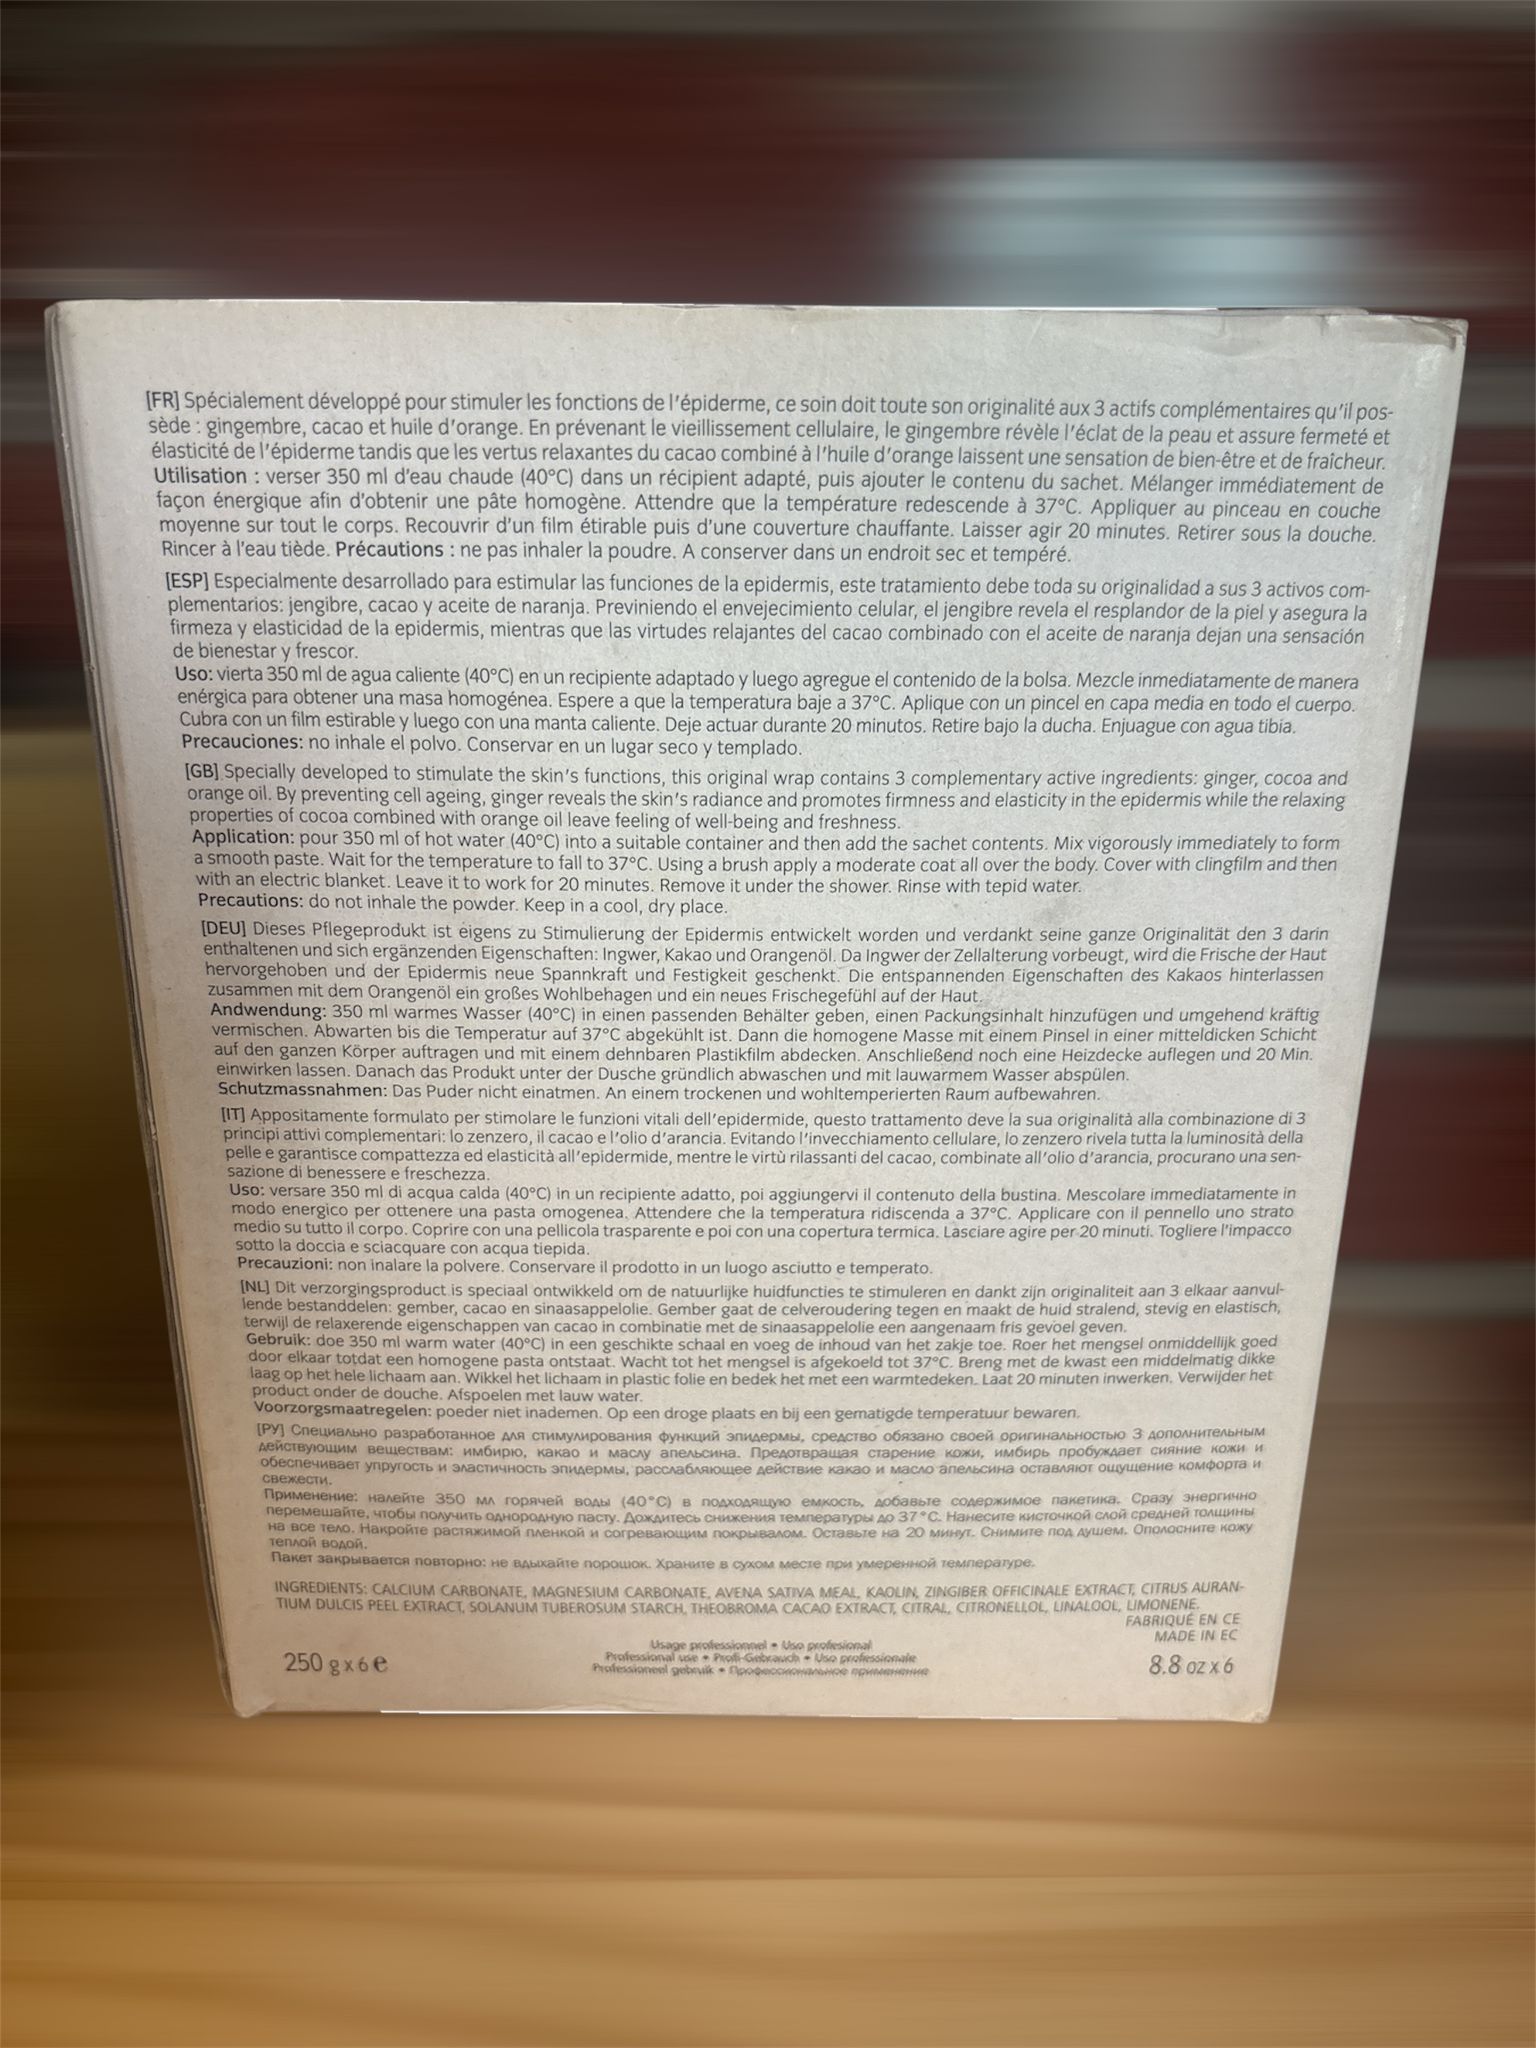 [FR] Spécialement développé pour stimuler les fonctions de l'épiderme, ce soin doit toute son originalité aux 3 actifs complémentaires qu'il pos-
sède : gingembre, cacao et huile d'orange. En prévenant le vieillissement cellulaire, le gingembre révèle l'éclat de la peau et assure fermeté et
élasticité de l'épiderme tandis que les vertus relaxantes du cacao combiné à l'huile d'orange laissent une sensation de bien-être et de fraîcheur.
Utilisation : verser 350 ml d'eau chaude (40°C) dans un récipient adapté, puis ajouter le contenu du sachet. Mélanger immédiatement de
façon énergique afin d'obtenir une pâte homogène. Attendre que la température redescende à 37°C. Appliquer au pinceau en couche
moyenne sur tout le corps. Recouvrir d'un film étirable puis d'une couverture chauffante. Laisser agir 20 minutes. Retirer sous la douche.
Rincer à l'eau tiède. Précautions : ne pas inhaler la poudre. A conserver dans un endroit sec et tempéré.
[ESP] Especialmente desarrollado para estimular las funciones de la epidermis, este tratamiento debe toda su originalidad a sus 3 activos com-
plementarios: jengibre, cacao y aceite de naranja. Previniendo el envejecimiento celular, el jengibre revela el resplandor de la piel y asegura la
firmeza y elasticidad de la epidermis, mientras que las virtudes relajantes del cacao combinado con el aceite de naranja dejan una sensación
de bienestar y frescor.
Uso: vierta 350 ml de agua caliente (40°C) en un recipiente adaptado y luego agregue el contenido de la bolsa. Mezcle inmediatamente de manera
enérgica para obtener una masa homogénea. Espere a que la temperatura baje a 37°C. Aplique con un pincel en capa media en todo el cuerpo.
Cubra con un film estirable y luego con una manta caliente. Deje actuar durante 20 minutos. Retire bajo la ducha. Enjuague con agua tibia.
Precauciones: no inhale el polvo. Conservar en un lugar seco y templado.
[GB] Specially developed to stimulate the skin's functions, this original wrap contains 3 complementary active ingredients: ginger, cocoa and
orange oil. By preventing cell ageing, ginger reveals the skin's radiance and promotes firmness and elasticity in the epidermis while the relaxing
properties of cocoa combined with orange oil leave feeling of well-being and freshness.
Application: pour 350 ml of hot water (40°C) into a suitable container and then add the sachet contents. Mix vigorously immediately to form
a smooth paste. Wait for the temperature to fall to 37°C. Using a brush apply a moderate coat all over the body. Cover with clingfilm and then
with an electric blanket. Leave it to work for 20 minutes. Remove it under the shower. Rinse with tepid water.
Precautions: do not inhale the powder. Keep in a cool, dry place.
[DEU] Dieses Pflegeprodukt ist eigens zu Stimulierung der Epidermis entwickelt worden und verdankt seine ganze Originalität den 3 darin
enthaltenen und sich ergänzenden Eigenschaften: Ingwer, Kakao und Orangenöl. Da Ingwer der Zellalterung vorbeugt, wird die Frische der Haut
hervorgehoben und der Epidermis neue Spannkraft und Festigkeit geschenkt. Die entspannenden Eigenschaften des Kakaos hinterlassen
zusammen mit dem Orangenöl ein großes Wohlbehagen und ein neues Frischegefühl auf der Haut.
Andwendung: 350 ml warmes Wasser (40°C) in einen passenden Behälter geben, einen Packungsinhalt hinzufügen und umgehend kräftig
vermischen. Abwarten bis die Temperatur auf 37°C abgekühlt ist. Dann die homogene Masse mit einem Pinsel in einer mitteldicken Schicht
auf den ganzen Körper auftragen und mit einem dehnbaren Plastikfilm abdecken. Anschließend noch eine Heizdecke auflegen und 20 Min.
einwirken lassen. Danach das Produkt unter der Dusche gründlich abwaschen und mit lauwarmem Wasser abspülen.
Schutzmassnahmen: Das Puder nicht einatmen. An einem trockenen und wohltemperierten Raum aufbewahren.
[IT] Appositamente formulato per stimolare le funzioni vitali dell'epidermide, questo trattamento deve la sua originalità alla combinazione di 3
principi attivi complementari: lo zenzero, il cacao e l'olio d'arancia. Evitando l'invecchiamento cellulare, lo zenzero rivela tutta la luminosità della
pelle e garantisce compattezza ed elasticità all'epidermide, mentre le virtù rilassanti del cacao, combinate all'olio d'arancia, procurano una sen-
sazione di benessere e freschezza.
Uso: versare 350 ml di acqua calda (40°C) in un recipiente adatto, poi aggiungervi il contenuto della bustina. Mescolare immediatamente in
modo energico per ottenere una pasta omogenea. Attendere che la temperatura ridiscenda a 37°C. Applicare con il pennello uno strato
medio su tutto il corpo. Coprire con una pellicola trasparente e poi con una copertura termica. Lasciare agire per 20 minuti. Togliere l'impacco
sotto la doccia e sciacquare con acqua tiepida.
Precauzioni: non inalare la polvere. Conservare il prodotto in un luogo asciutto e temperato.
[NL] Dit verzorgingsproduct is speciaal ontwikkeld om de natuurlijke huidfuncties te stimuleren en dankt zijn originaliteit aan 3 elkaar aanvul-
lende bestanddelen: gember, cacao en sinaasappelolie. Gember gaat de celveroudering tegen en maakt de huid stralend, stevig en elastisch,
terwijl de relaxerende eigenschappen van cacao in combinatie met de sinaasappelolie een aangenaam fris gevoel geven.
Gebruik: doe 350 ml warm water (40°C) in een geschikte schaal en voeg de inhoud van het zakje toe. Roer het mengsel onmiddellijk goed
door elkaar totdat een homogene pasta ontstaat. Wacht tot het mengsel is afgekoeld tot 37°C. Breng met de kwast een middelmatig dikke
laag op het hele lichaam aan. Wikkel het lichaam in plastic folie en bedek het met een warmtedeken. Laat 20 minuten inwerken. Verwijder het
product onder de douche. Afspoelen met lauw water.
Voorzorgsmaatregelen: poeder niet inademen. Op een droge plaats en bij een gematigde temperatuur bewaren.
[РУ] Специально разработанное для стимулирования функций эпидермы, средство обязано своей оригинальностью 3 дополнительным
действующим веществам: имбирю, какао и маслу апельсина. Предотвращая старение кожи, имбирь пробуждает сияние кожи и
обеспечивает упругость и эластичность эпидермы, расслабляющее действие какао и масло апельсина оставляют ощущение комфорта и
свежести.
Применение: налейте 350 мл горячей воды (40°C) в подходящую емкость, добавьте содержимое пакетика. Сразу энергично
перемешайте, чтобы получить однородную пасту. Дождитесь снижения температуры до 37°C. Нанесите кисточкой слой средней толщины
на все тело. Накройте растяжимой пленкой и согревающим покрывалом. Оставьте на 20 минут. Снимите под душем. Ополосните кожу
теплой водой.
Пакет закрывается повторно: не вдыхайте порошок. Храните в сухом месте при умеренной температуре.
INGREDIENTS: CALCIUM CARBONATE, MAGNESIUM CARBONATE, AVENA SATIVA MEAL, KAOLIN, ZINGIBER OFFICINALE EXTRACT, CITRUS AURAN-
TIUM DULCIS PEEL EXTRACT, SOLANUM TUBEROSUM STARCH, THEOBROMA CACAO EXTRACT, CITRAL, CITRONELLOL, LINALOOL, LIMONENE.
FABRIQUÉ EN CE
MADE IN EC
Usage professionnel • Uso profesional
Professional use • Profi-Gebrauch • Uso professionale
Professioneel gebruik • Профессиональное применение
250 g x 6 e
8.8 oz x 6